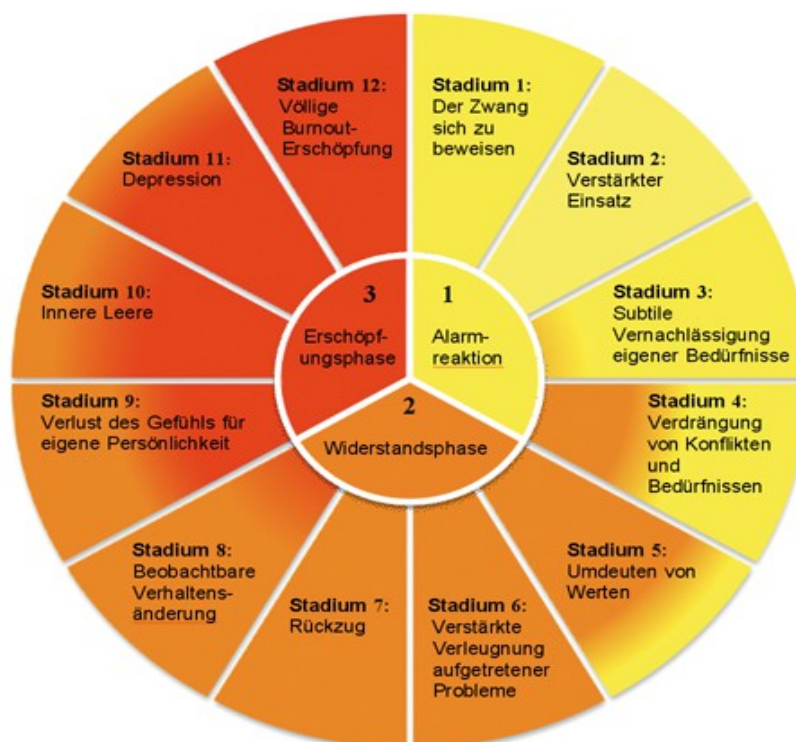 Stadium 1:
Der Zwang
sich zu
beweisen
Stadium 2:
Verstärkter
Einsatz
Stadium 3:
Subtile
Vernachlässigung
eigener Bedürfnisse
Stadium 4:
Verdrängung
von Konflikten
und
Bedürfnissen
Stadium 5:
Umdeuten von
Werten
Stadium 6:
Verstärkte
Verleugnung
aufgetretener
Probleme
Stadium 7:
Rückzug
Stadium 8:
Beobachtbare
Verhaltens-
änderung
Stadium 9:
Verlust des Gefühls für
eigene Persönlichkeit
Stadium 10:
Innere Leere
Stadium 11:
Depression
Stadium 12:
Völlige
Burnout-
Erschöpfung
1
Alarm-
reaktion
2
Widerstandsphase
3
Erschöpf-
ungsphase